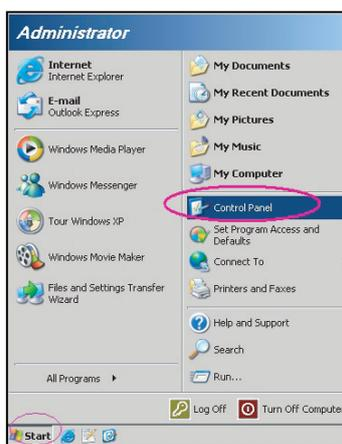 Administrator
Internet
Internet Explorer
E-mail
Outlook Express
Windows Media Player
Windows Messenger
Tour Windows XP
Windows Movie Maker
Files and Settings Transfer
Wizard
All Programs
My Documents
My Recent Documents
My Pictures
My Music
My Computer
Control Panel
Set Program Access and
Defaults
Connect To
Printers and Faxes
Help and Support
Search
Run...
Log Off
Turn Off Compute
Start